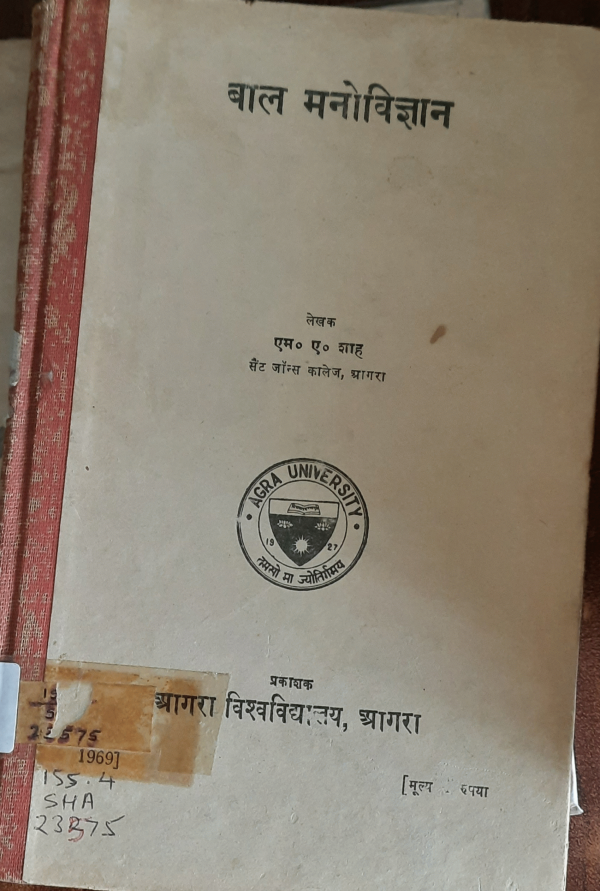 बाल मनोविज्ञान
लेखक
एम० ए० शाह
सैंट जॉन्स कालेज, आगरा
AGRA UNIVERSITY
19 27
तमसो मा ज्योतिर्गमय
प्रकाशक
आगरा विश्वविद्यालय, आगरा
1969]
[मूल्य : रुपया
155.4
SHA